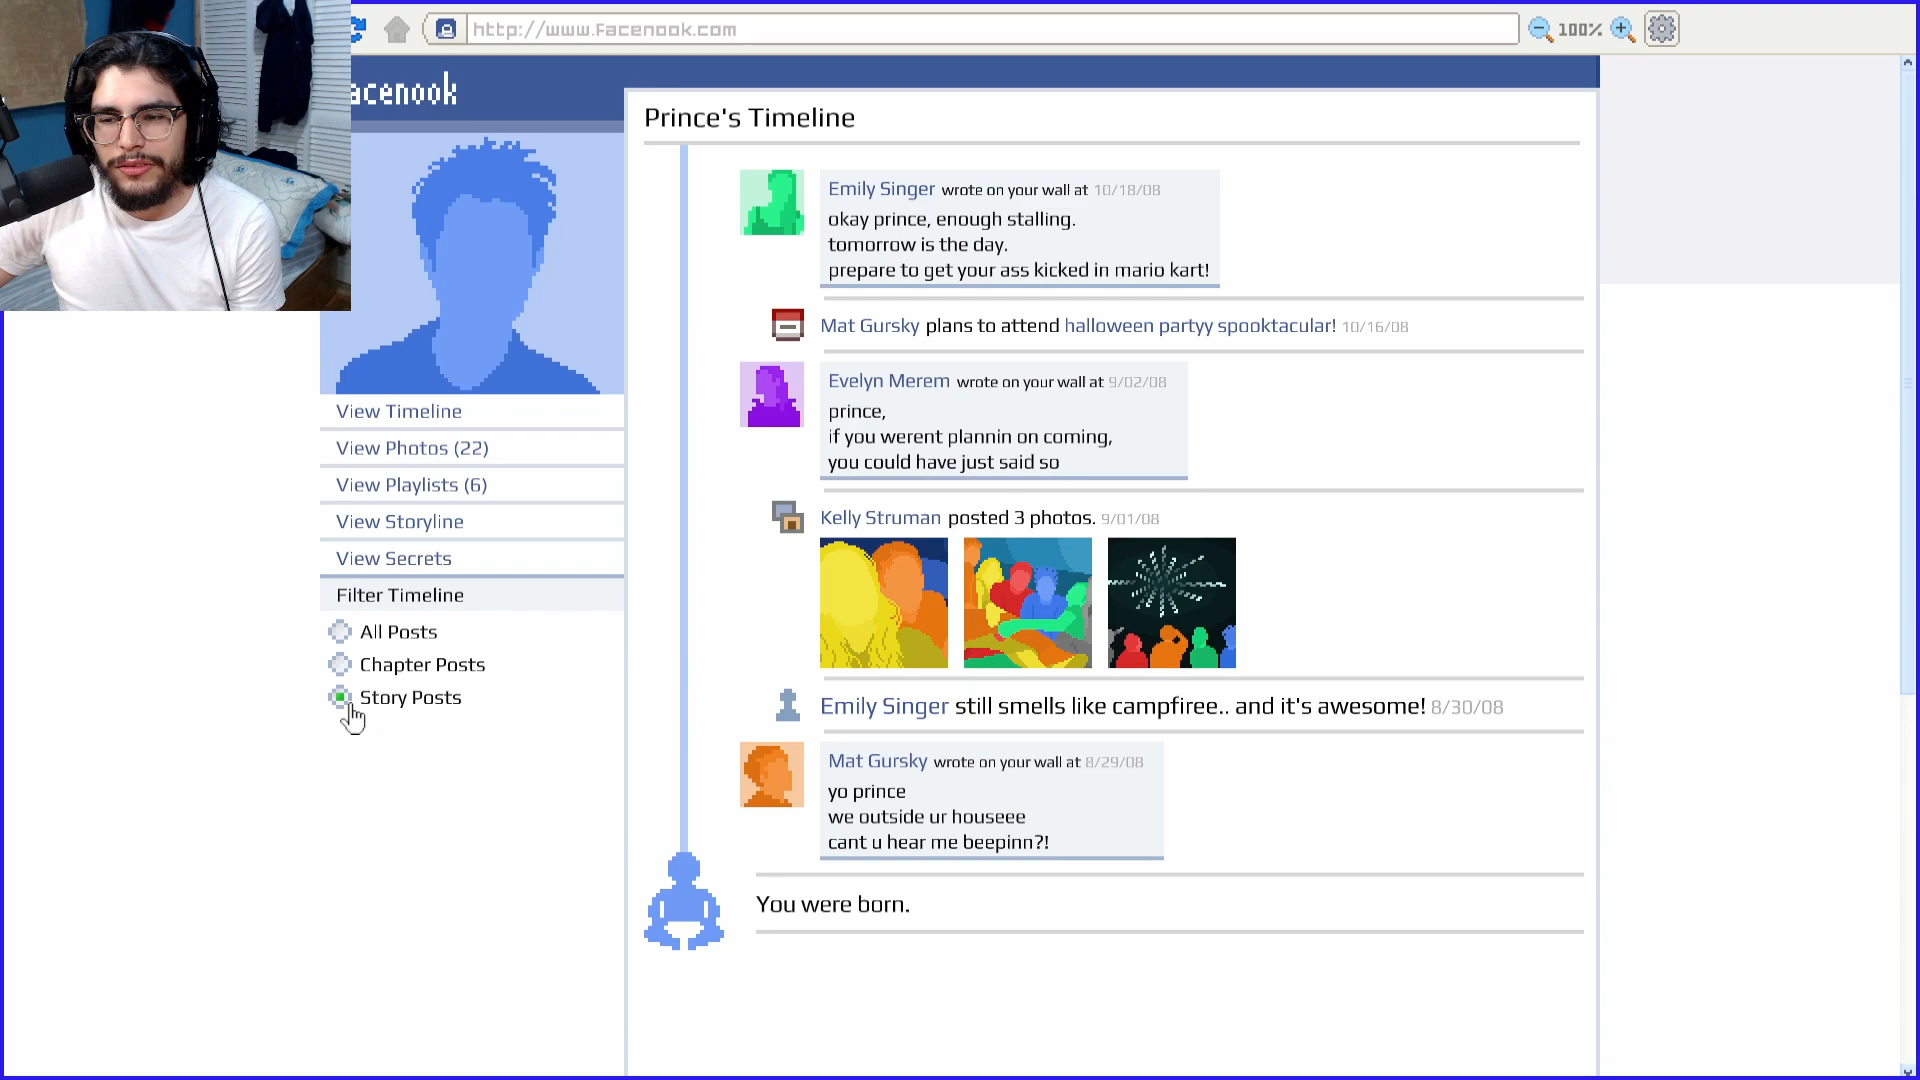 http://www.Facenook.com
100%
acenook
Prince's Timeline
Emily Singer wrote on your wall at 10/18/08
okay prince, enough stalling.
tomorrow is the day.
prepare to get your ass kicked in mario kart!
Mat Gursky plans to attend halloween partyy spooktacular! 10/16/08
Evelyn Merem wrote on your wall at 9/02/08
prince,
if you werent plannin on coming,
you could have just said so
Kelly Struman posted 3 photos. 9/01/08
Emily Singer still smells like campfiree.. and it's awesome! 8/30/08
Mat Gursky wrote on your wall at 8/29/08
yo prince
we outside ur houseee
cant u hear me beepinn?!
You were born.
View Timeline
View Photos (22)
View Playlists (6)
View Storyline
View Secrets
Filter Timeline
All Posts
Chapter Posts
Story Posts